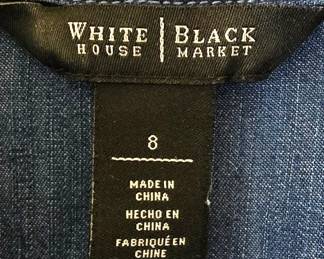 WHITE | BLACK
HOUSE | MARKET
8
MADE IN
CHINA
HECHO EN
CHINA
FABRIQUÉ EN
CHINE